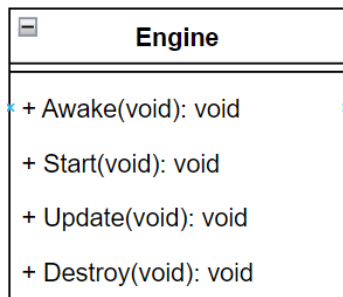 Engine
+ Awake(void): void
+ Start(void): void
+ Update(void): void
+ Destroy(void): void